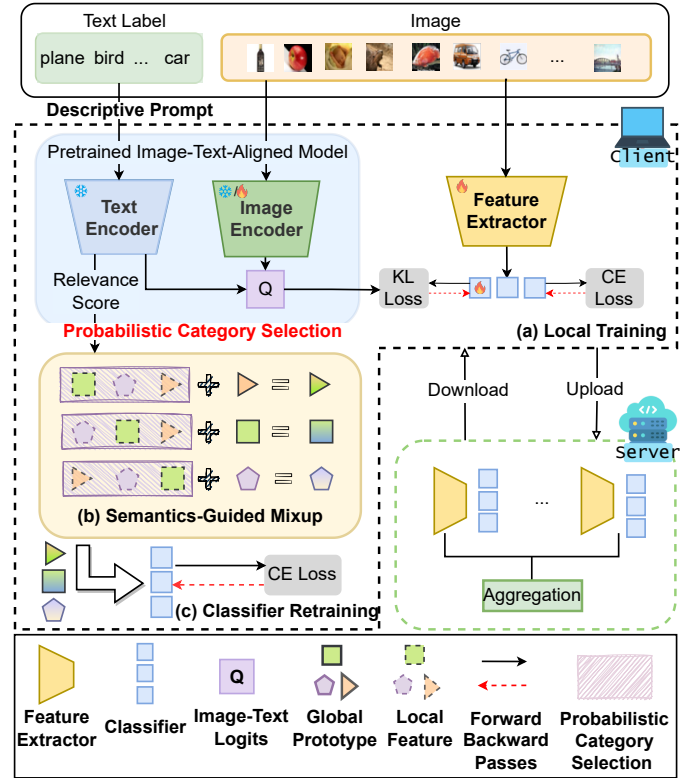 Text Label
Image
plane bird ... car
...
Descriptive Prompt
Client
Pretrained Image-Text-Aligned Model
Text
Encoder
/
Image
Encoder
Feature
Extractor
Relevance
Score
Q
KL
Loss
CE
Loss
Probabilistic Category Selection
(a) Local Training
Download
Upload
Server
(b) Semantics-Guided Mixup
...
CE Loss
(c) Classifier Retraining
Aggregation
Q
Feature
Extractor
Classifier
Image-Text
Logits
Global
Prototype
Local
Feature
Forward
Backward
Passes
Probabilistic
Category
Selection